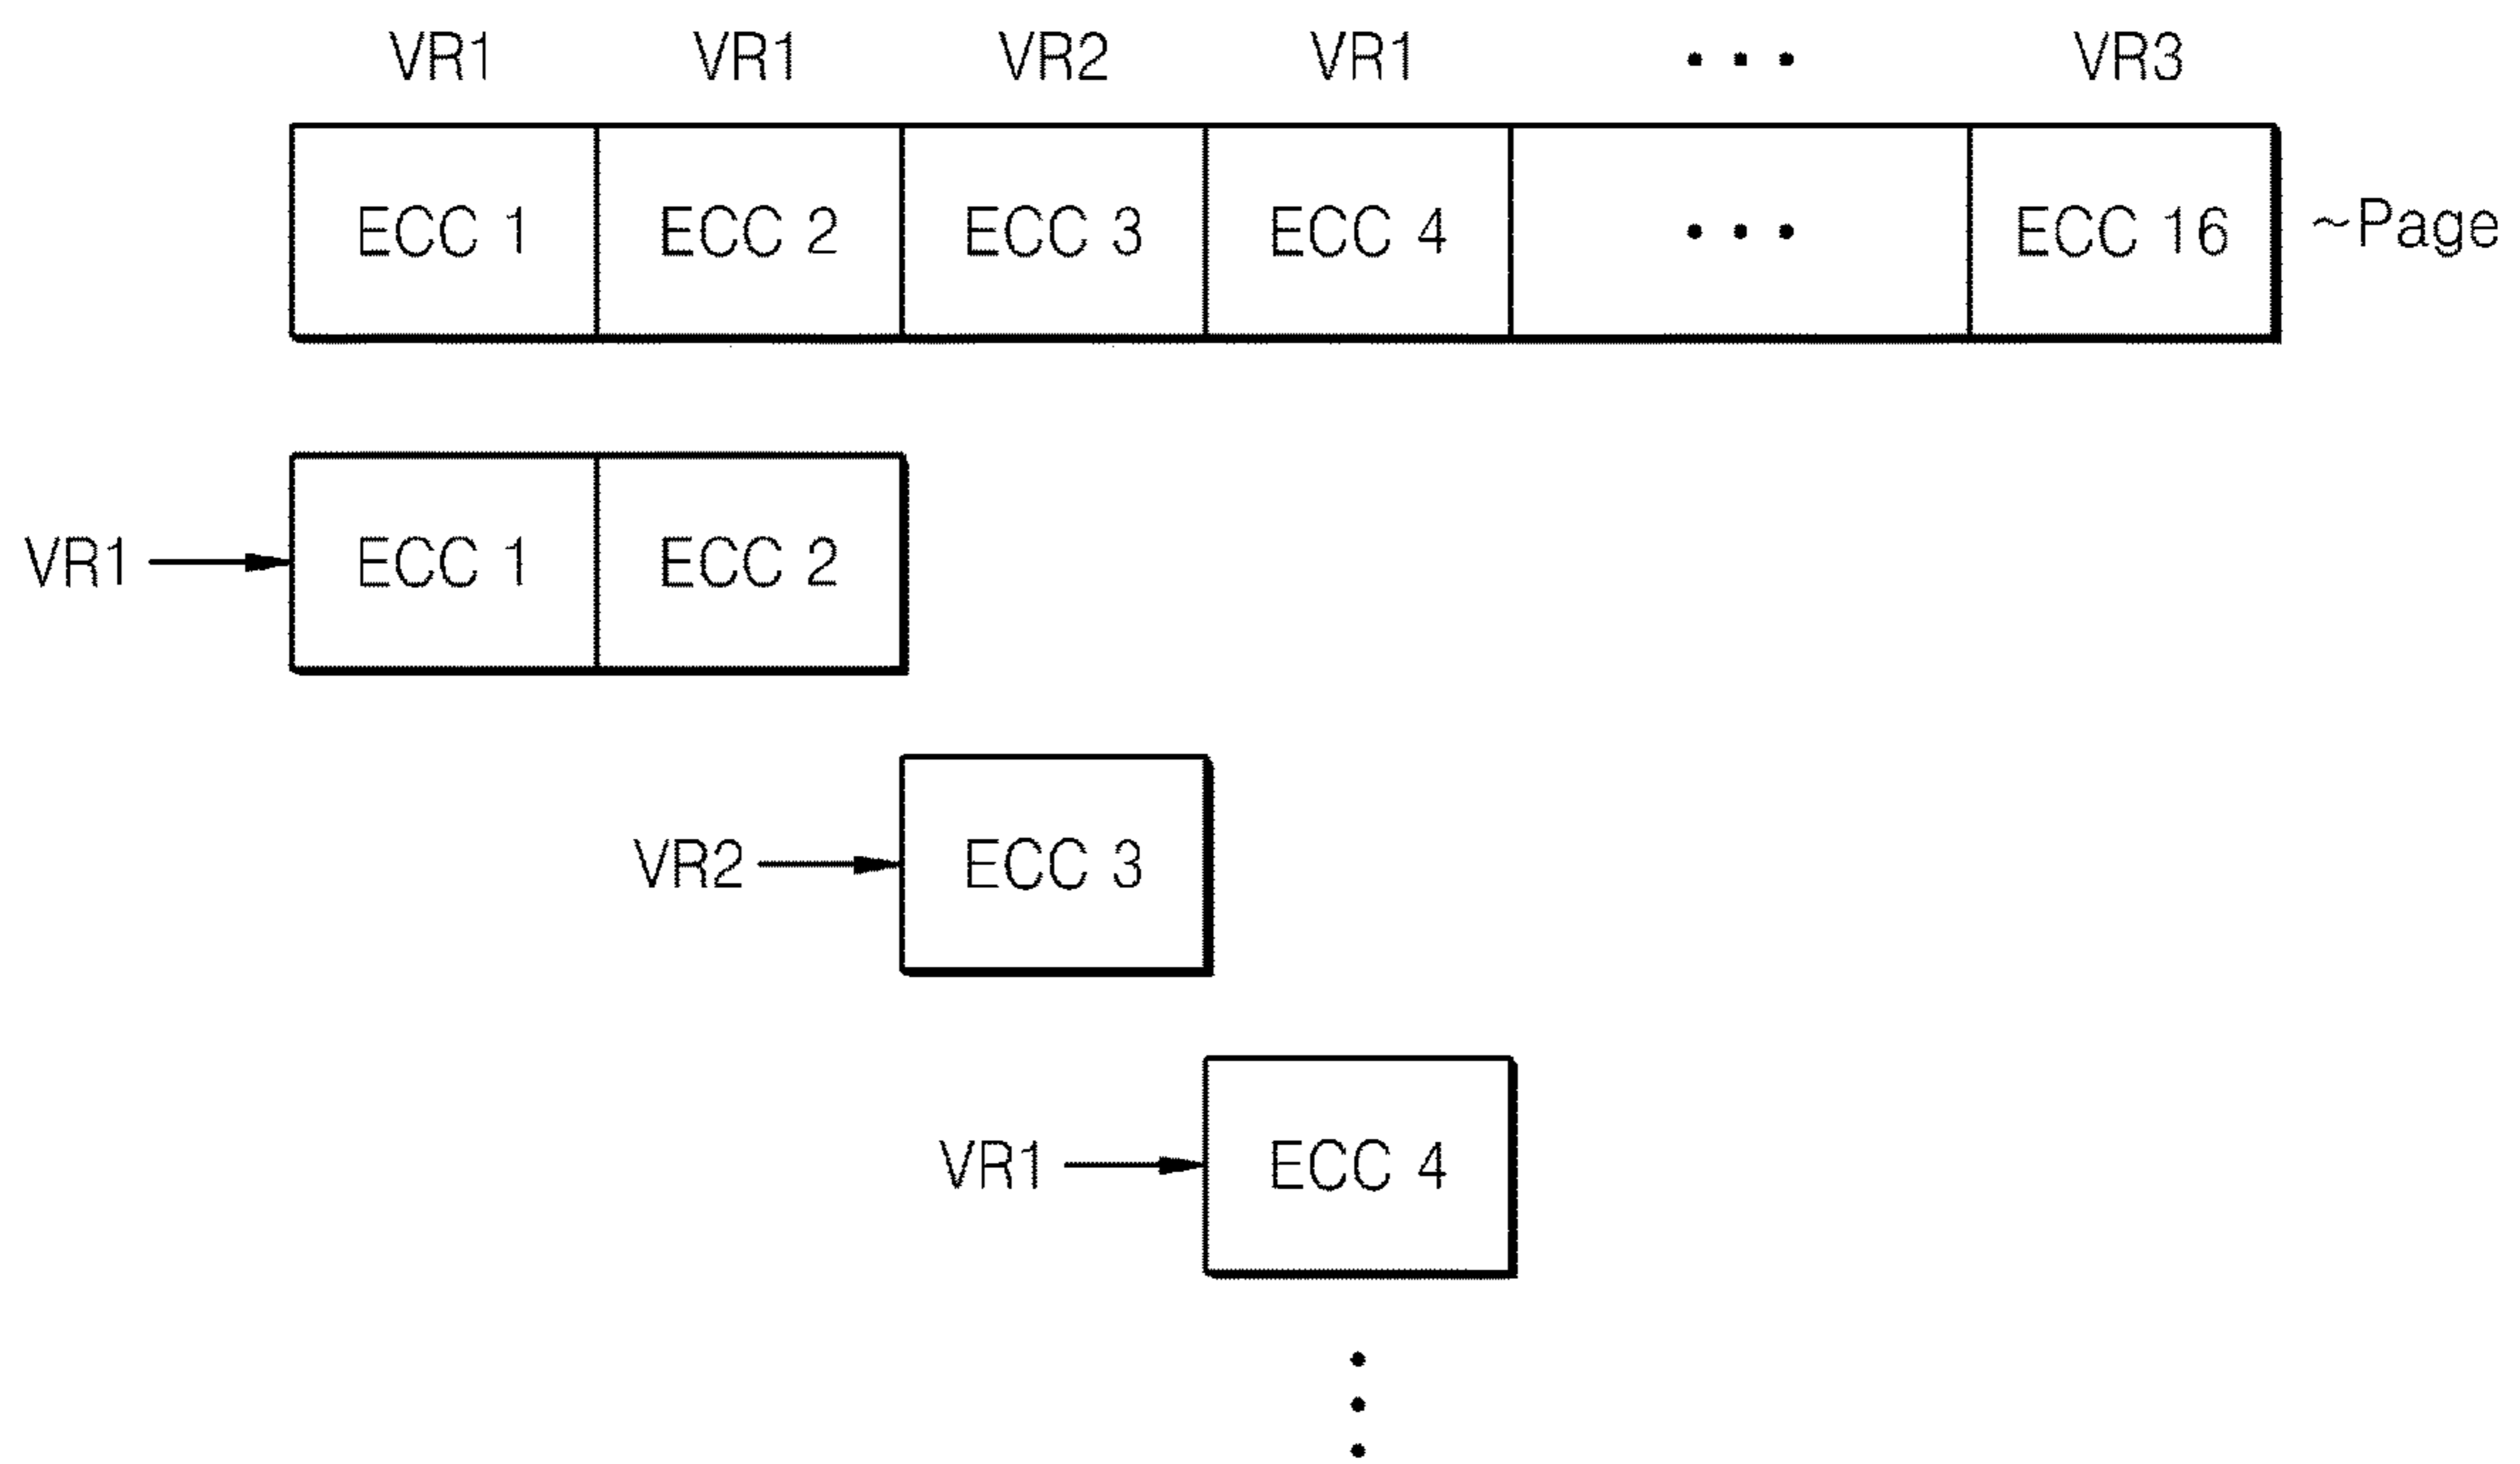 VR1 VR1 VR2 VR1 • • • VR3
ECC 1 ECC 2 ECC 3 ECC 4 • • • ECC 16 ~Page
VR1 ECC 1 ECC 2
VR2 ECC 3
VR1 ECC 4